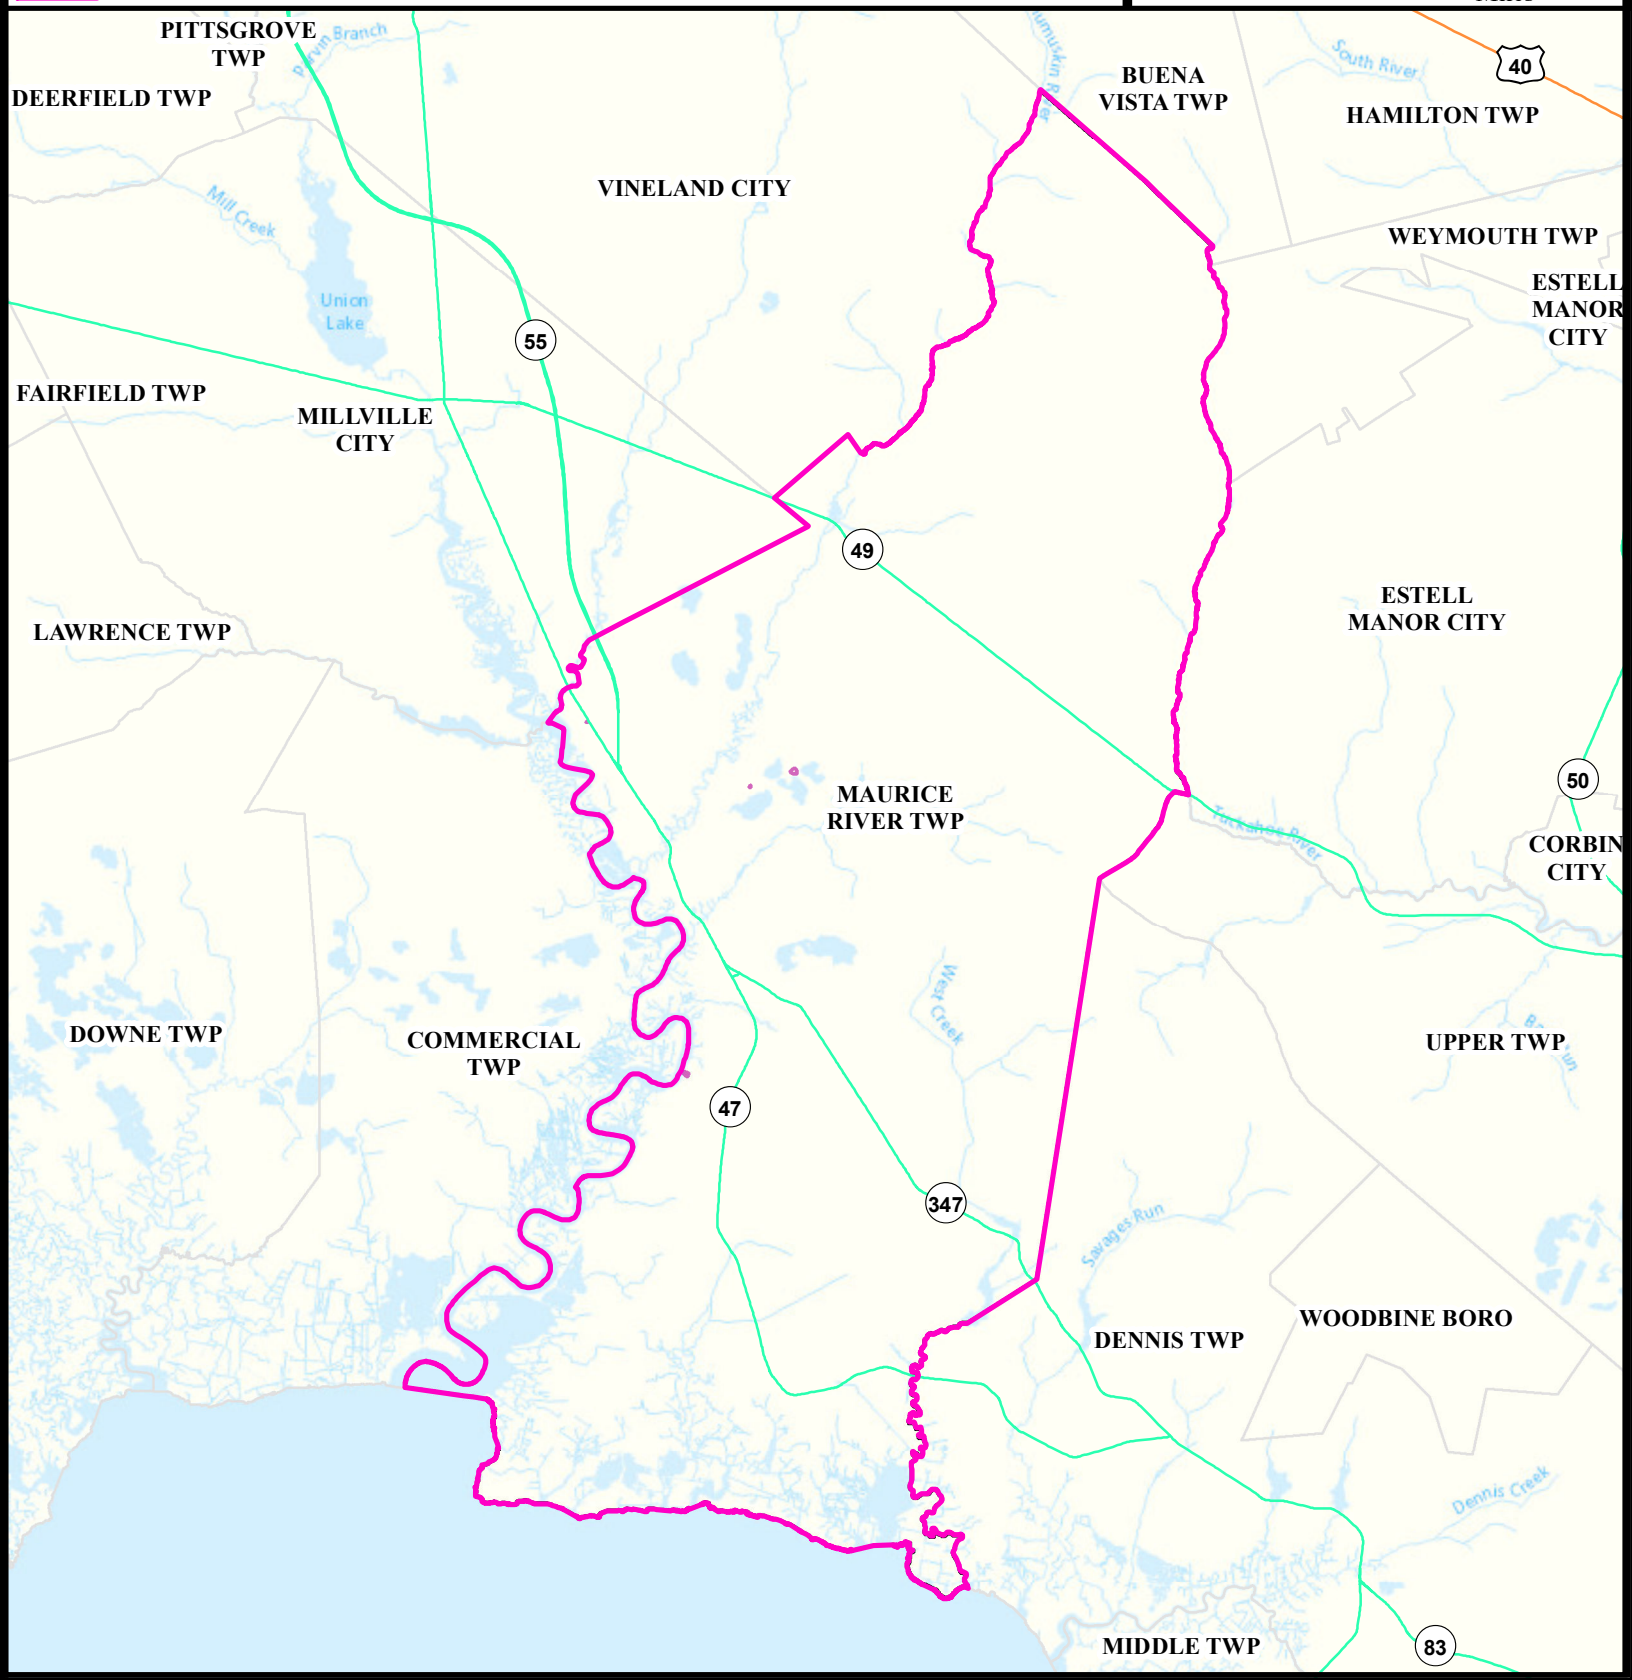 PITTSGROVE
TWP
Parvin Branch
DEERFIELD TWP
BUENA
VISTA TWP
South River
40
HAMILTON TWP
VINELAND CITY
Mill Creek
WEYMOUTH TWP
ESTELL
MANOR
CITY
Union
Lake
55
FAIRFIELD TWP
MILLVILLE
CITY
49
ESTELL
MANOR CITY
LAWRENCE TWP
50
MAURICE
RIVER TWP
Tuckahoe River
CORBIN
CITY
West Creek
DOWNE TWP
COMMERCIAL
TWP
UPPER TWP
47
347
Savages Run
WOODBINE BORO
DENNIS TWP
Dennis Creek
MIDDLE TWP
83